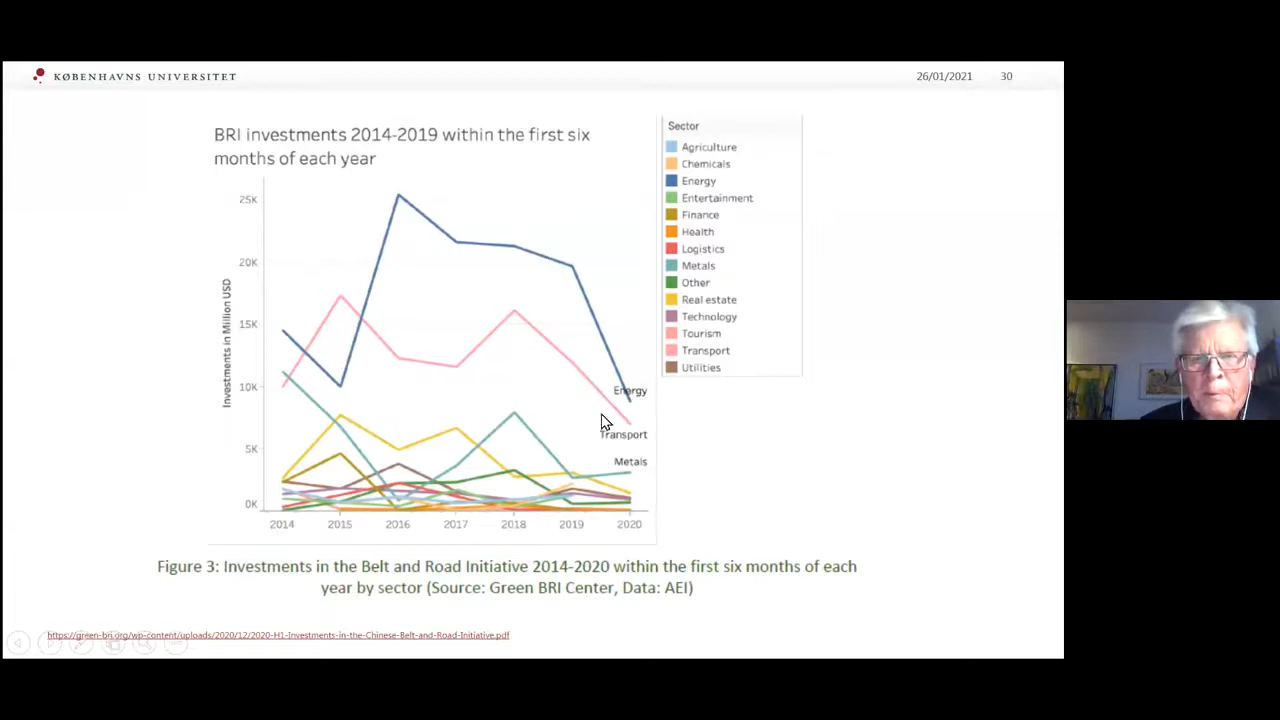 KØBENHAVNS UNIVERSITET
26/01/2021
30
BRI investments 2014-2019 within the first six
months of each year
Investments in Million USD
25K
20K
15K
10K
5K
0K
2014
2015
2016
2017
2018
2019
2020
Energy
Transport
Metals
Sector
Agriculture
Chemicals
Energy
Entertainment
Finance
Health
Logistics
Metals
Other
Real estate
Technology
Tourism
Transport
Utilities
Figure 3: Investments in the Belt and Road Initiative 2014-2020 within the first six months of each
year by sector (Source: Green BRI Center, Data: AEI)
https://green-bri.org/wp-content/uploads/2020/12/2020-H1-Investments-in-the-Chinese-Belt-and-Road-Initiative.pdf